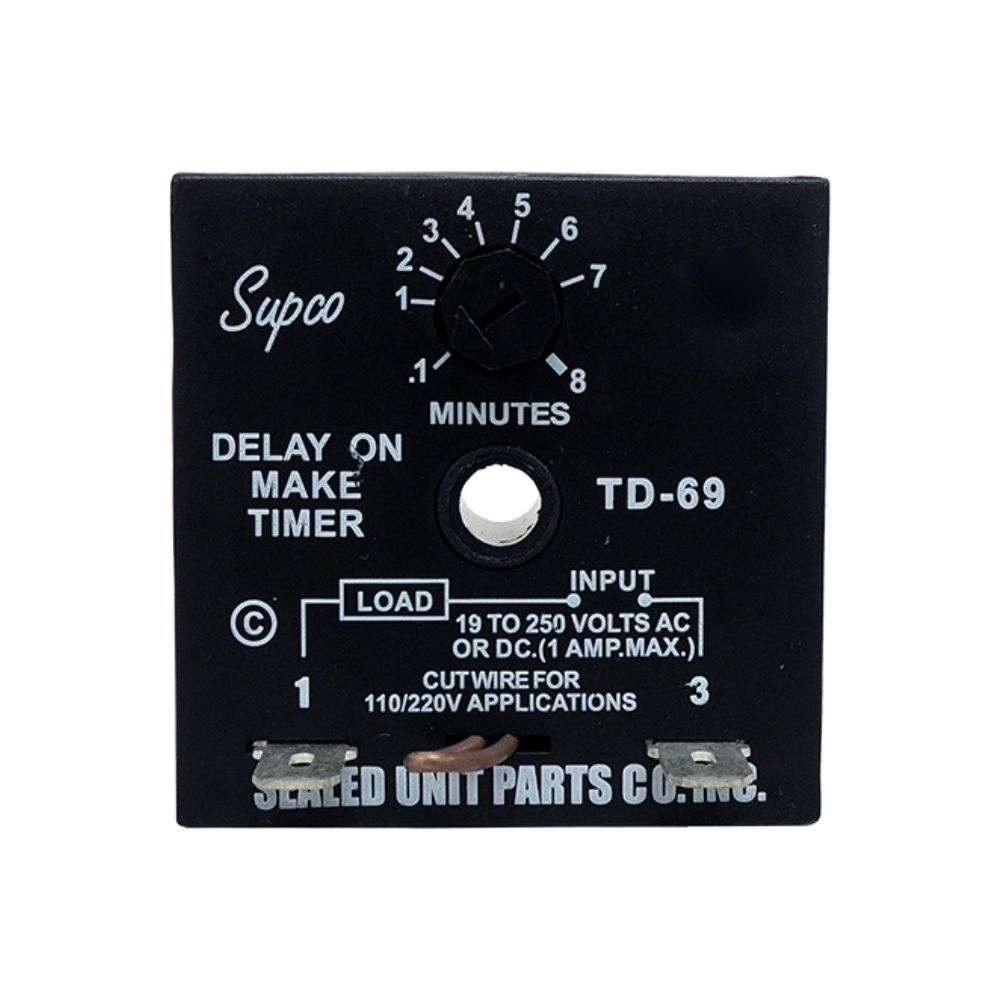 5
4
6
3
2
7
1
Supco
.1
8
MINUTES
DELAY ON
MAKE
TIMER
TD-69
INPUT
LOAD
19 TO 250 VOLTS AC
OR DC.(1 AMP.MAX.)
©
CUT WIRE FOR
110/220V APPLICATIONS
1
3
SEALED UNIT PARTS CO. INC.